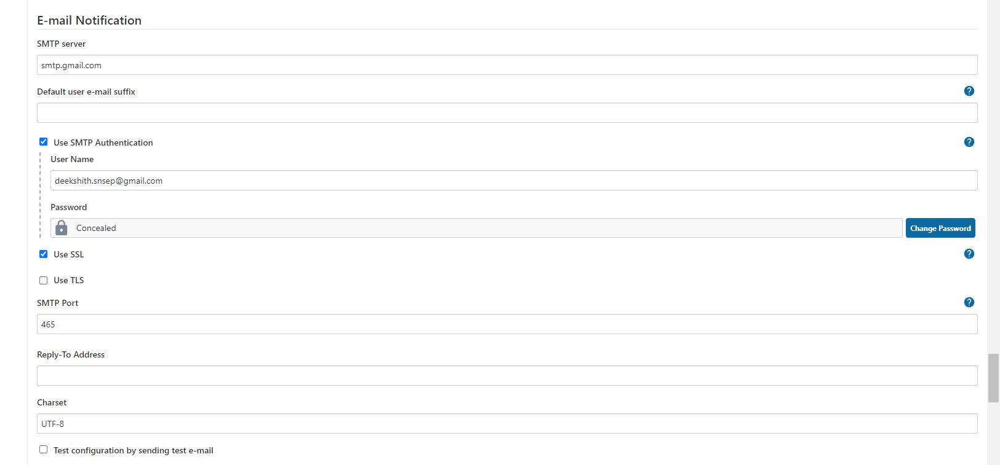 E-mail Notification
SMTP server
smtp.gmail.com
Default user e-mail suffix
?
Use SMTP Authentication
?
User Name
deekshith.snsep@gmail.com
Password
Concealed
Change Password
Use SSL
?
Use TLS
SMTP Port
?
465
Reply-To Address
Charset
UTF-8
Test configuration by sending test e-mail